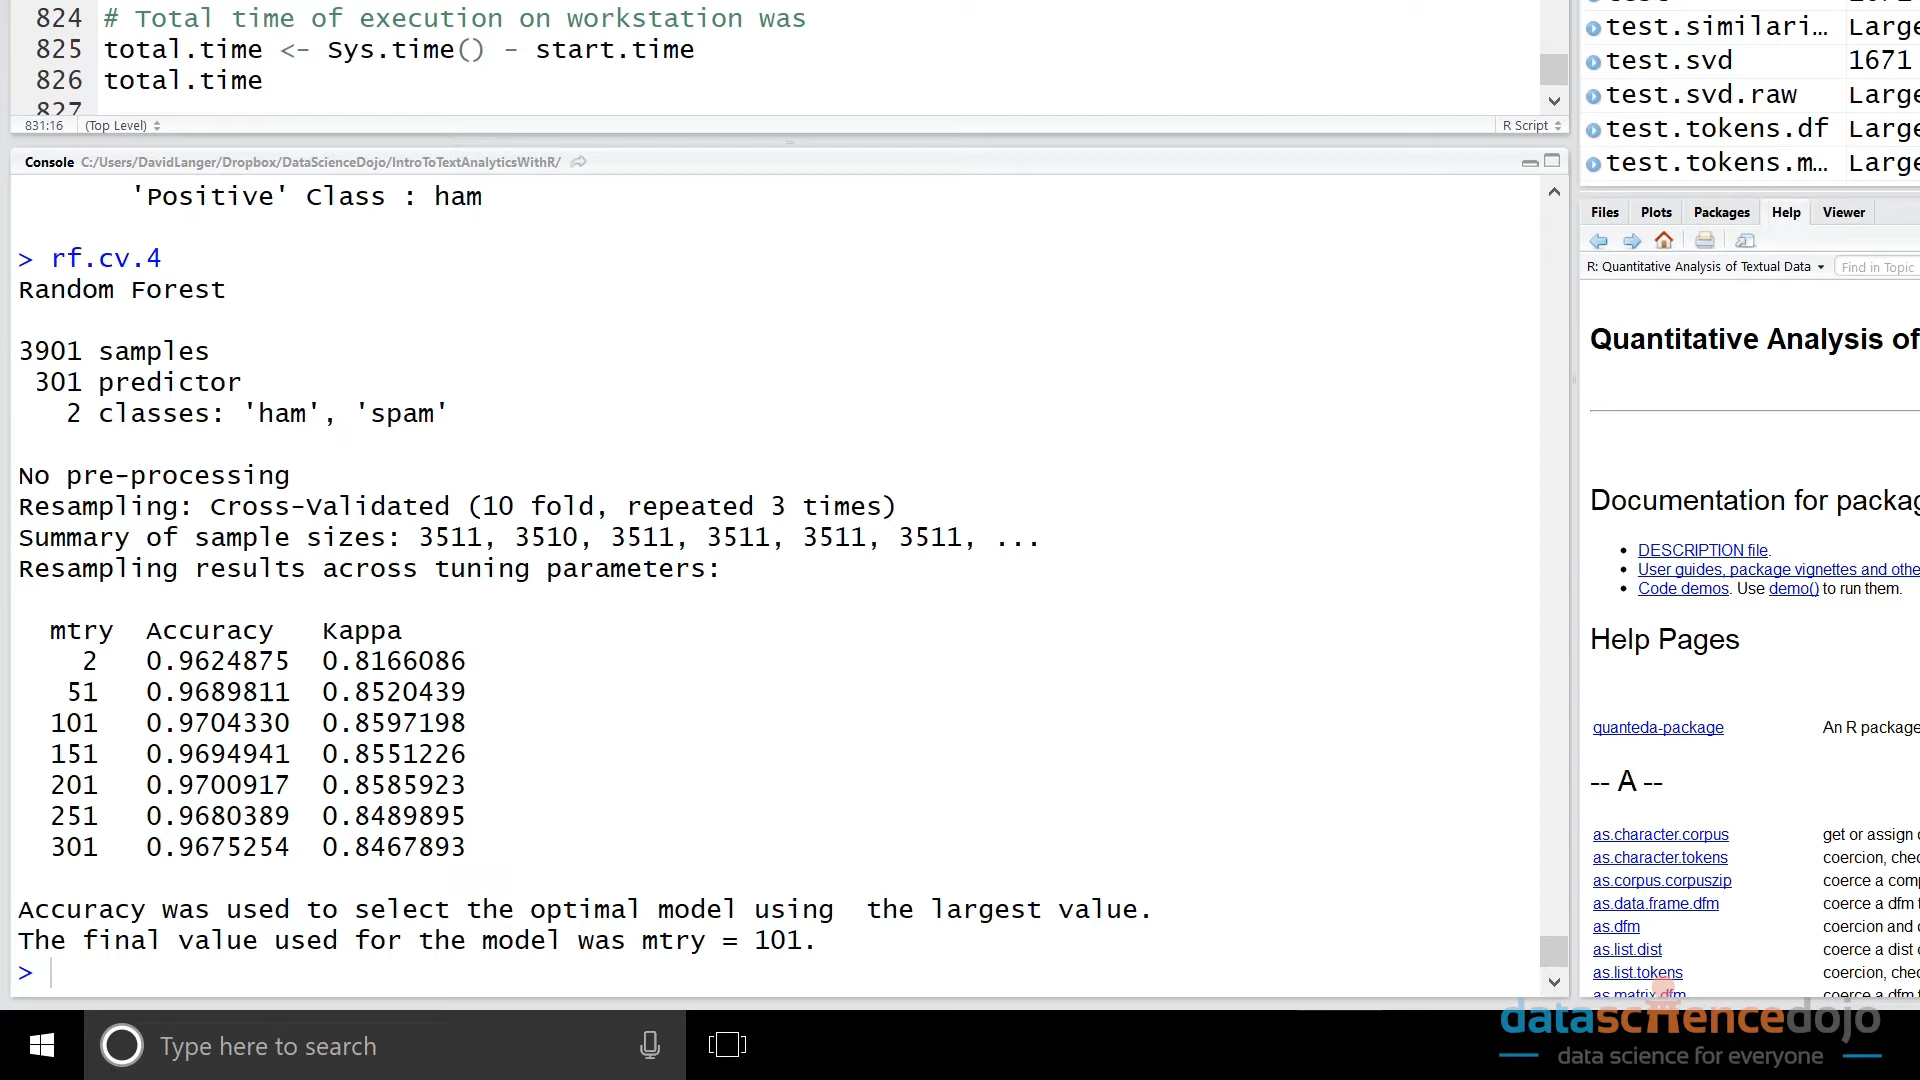 824 # Total time of execution on workstation was
825 total.time <- Sys.time() - start.time
826 total.time
827
831:16 (Top Level) R Script
Console C:/Users/DavidLanger/Dropbox/DataScienceDojo/IntroToTextAnalyticsWithR/
'Positive' Class : ham
> rf.cv.4
Random Forest
3901 samples
301 predictor
2 classes: 'ham', 'spam'
No pre-processing
Resampling: Cross-Validated (10 fold, repeated 3 times)
Summary of sample sizes: 3511, 3510, 3511, 3511, 3511, 3511, ...
Resampling results across tuning parameters:
mtry Accuracy Kappa
2 0.9624875 0.8166086
51 0.9689811 0.8520439
101 0.9704330 0.8597198
151 0.9694941 0.8551226
201 0.9700917 0.8585923
251 0.9680389 0.8489895
301 0.9675254 0.8467893
Accuracy was used to select the optimal model using the largest value.
The final value used for the model was mtry = 101.
>
test.similari... Large
test.svd 1671
test.svd.raw Large
test.tokens.df Large
test.tokens.m... Large
Files Plots Packages Help Viewer
R: Quantitative Analysis of Textual Data Find in Topic
Quantitative Analysis of
Documentation for packag
DESCRIPTION file.
User guides, package vignettes and othe
Code demos. Use demo() to run them.
Help Pages
quanteda-package An R package
-- A --
as.character.corpus get or assign
as.character.tokens coercion, chec
as.corpus.corpuszip coerce a comp
as.data.frame.dfm coerce a dfm t
as.dfm coercion and
as.list.dist coerce a dist
as.list.tokens coercion, chec
as.matrix.dfm coerce a dfm t
Type here to search
datasciencedojo
data science for everyone